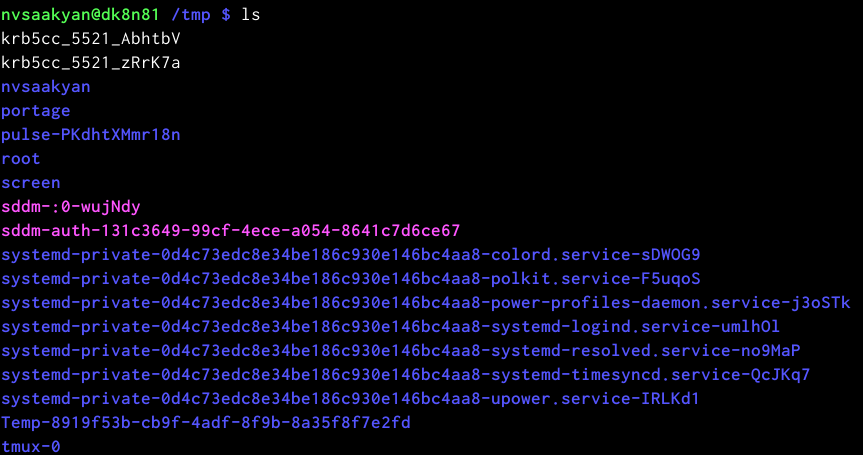 nvsaakyan@dk8n81 /tmp $ ls
krb5cc_5521_AbhtbV
krb5cc_5521_zRrK7a
nvsaakyan
portage
pulse-PKdhtXMmr18n
root
screen
sddm-:0-wujNdy
sddm-auth-131c3649-99cf-4ece-a054-8641c7d6ce67
systemd-private-0d4c73edc8e34be186c930e146bc4aa8-colord.service-sDWOG9
systemd-private-0d4c73edc8e34be186c930e146bc4aa8-polkit.service-F5uqoS
systemd-private-0d4c73edc8e34be186c930e146bc4aa8-power-profiles-daemon.service-j3oSTk
systemd-private-0d4c73edc8e34be186c930e146bc4aa8-systemd-logind.service-umlhOl
systemd-private-0d4c73edc8e34be186c930e146bc4aa8-systemd-resolved.service-no9MaP
systemd-private-0d4c73edc8e34be186c930e146bc4aa8-systemd-timesyncd.service-QcJKq7
systemd-private-0d4c73edc8e34be186c930e146bc4aa8-upower.service-IRLKd1
Temp-8919f53b-cb9f-4adf-8f9b-8a35f8f7e2fd
tmux-0